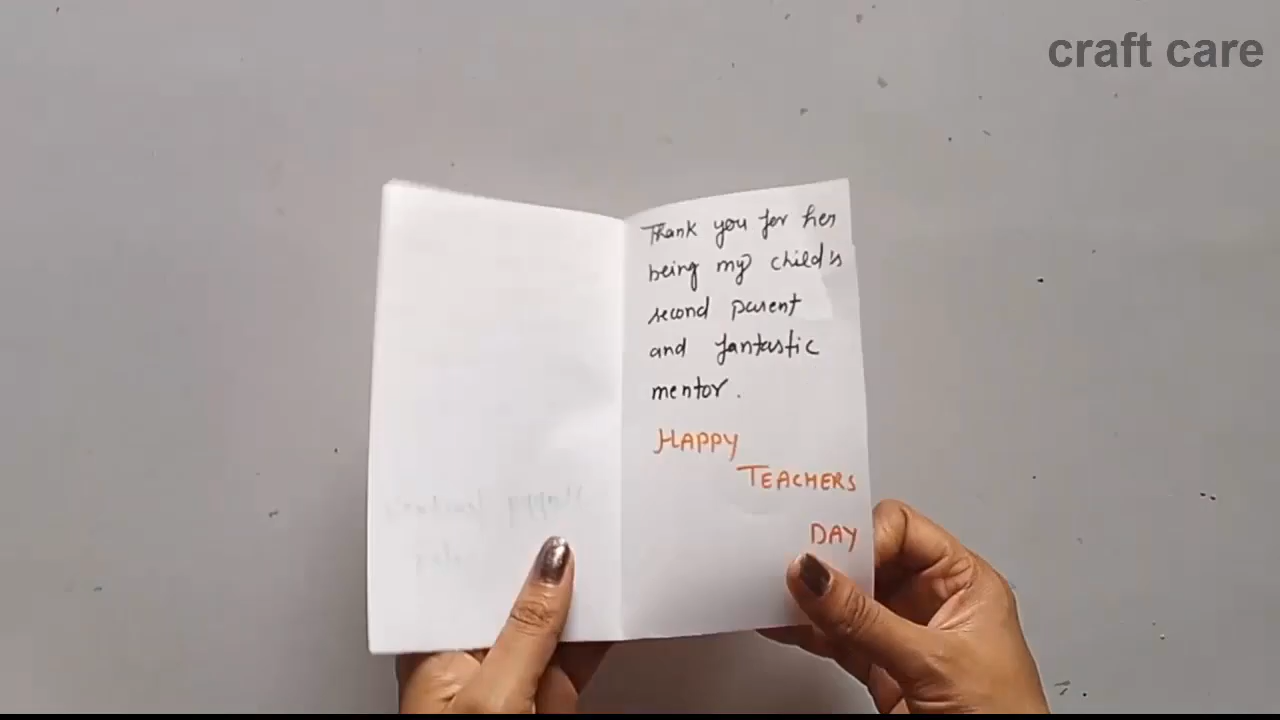 craft care
Thank you for her
being my child's
second parent
and fantastic
mentor.
HAPPY
TEACHERS
DAY